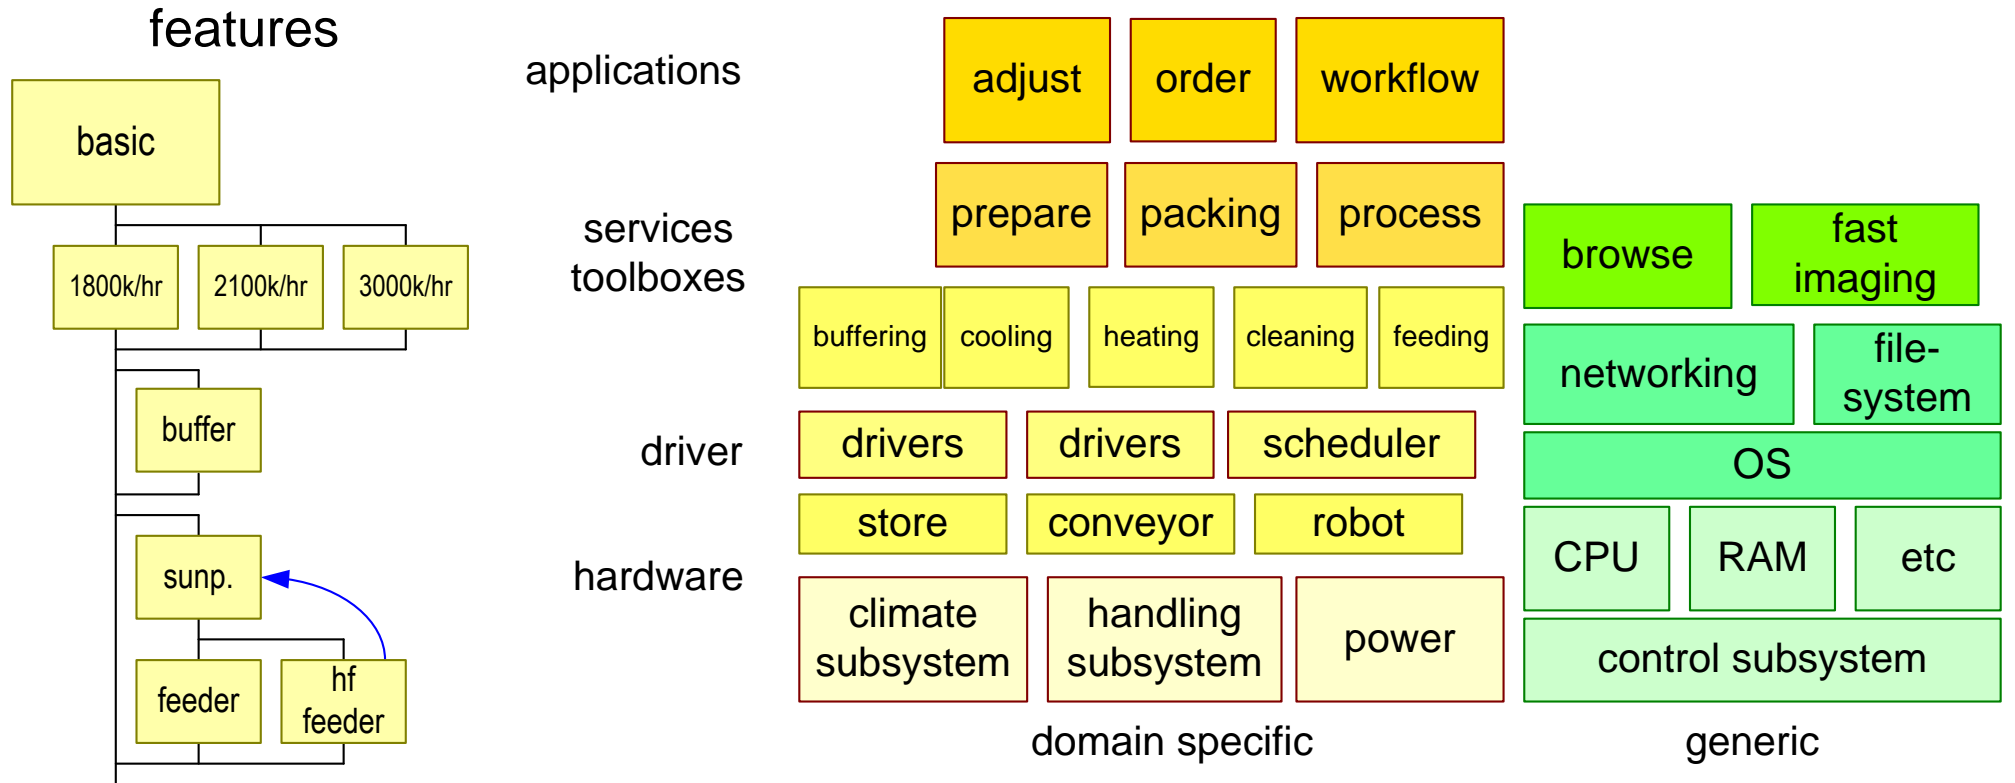 features
basic
1800k/hr
2100k/hr
3000k/hr
buffer
sunp.
feeder
hf
feeder
applications
services
toolboxes
driver
hardware
adjust
order
workflow
prepare
packing
process
buffering
cooling
heating
cleaning
feeding
drivers
drivers
scheduler
store
conveyor
robot
climate
subsystem
handling
subsystem
power
domain specific
browse
fast
imaging
networking
file-
system
OS
CPU
RAM
etc
control subsystem
generic